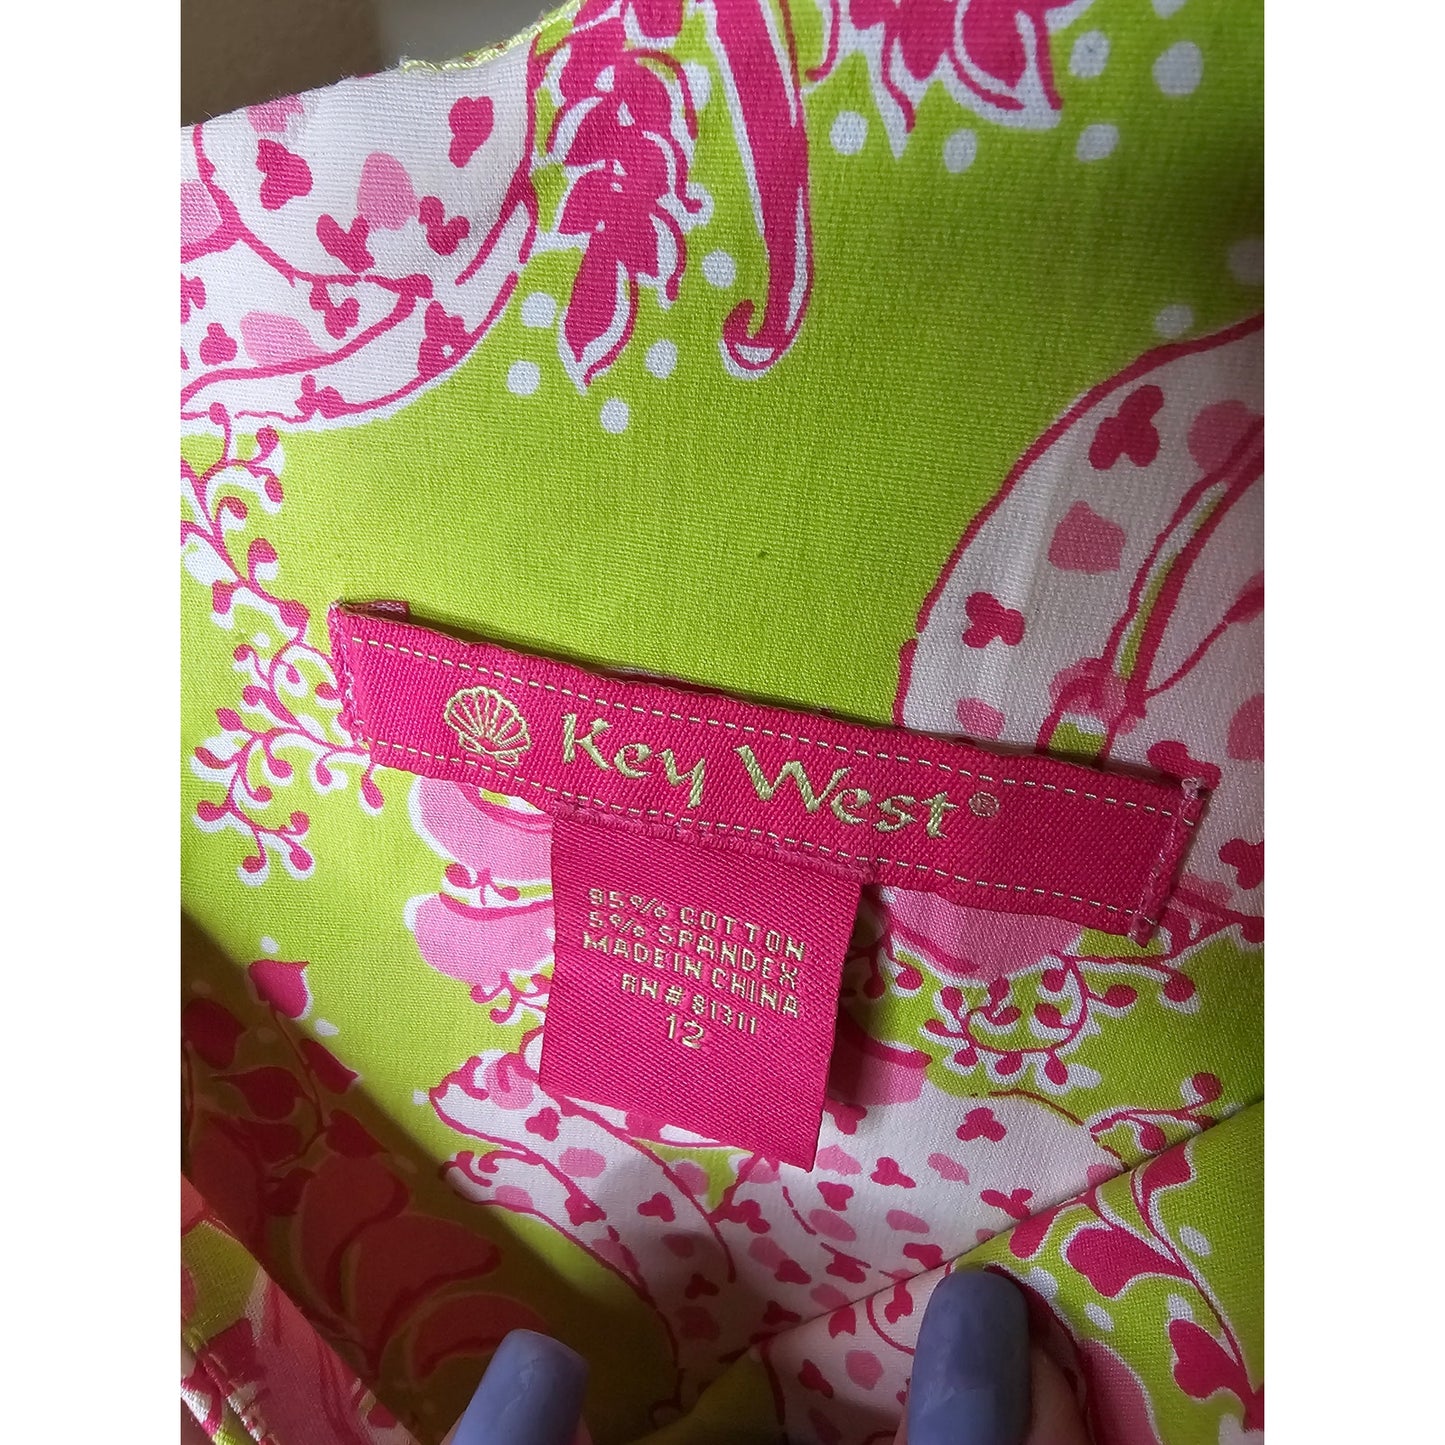 Key West®
95% COTTON
5% SPANDEX
MADE IN CHINA
RN # 81311
12